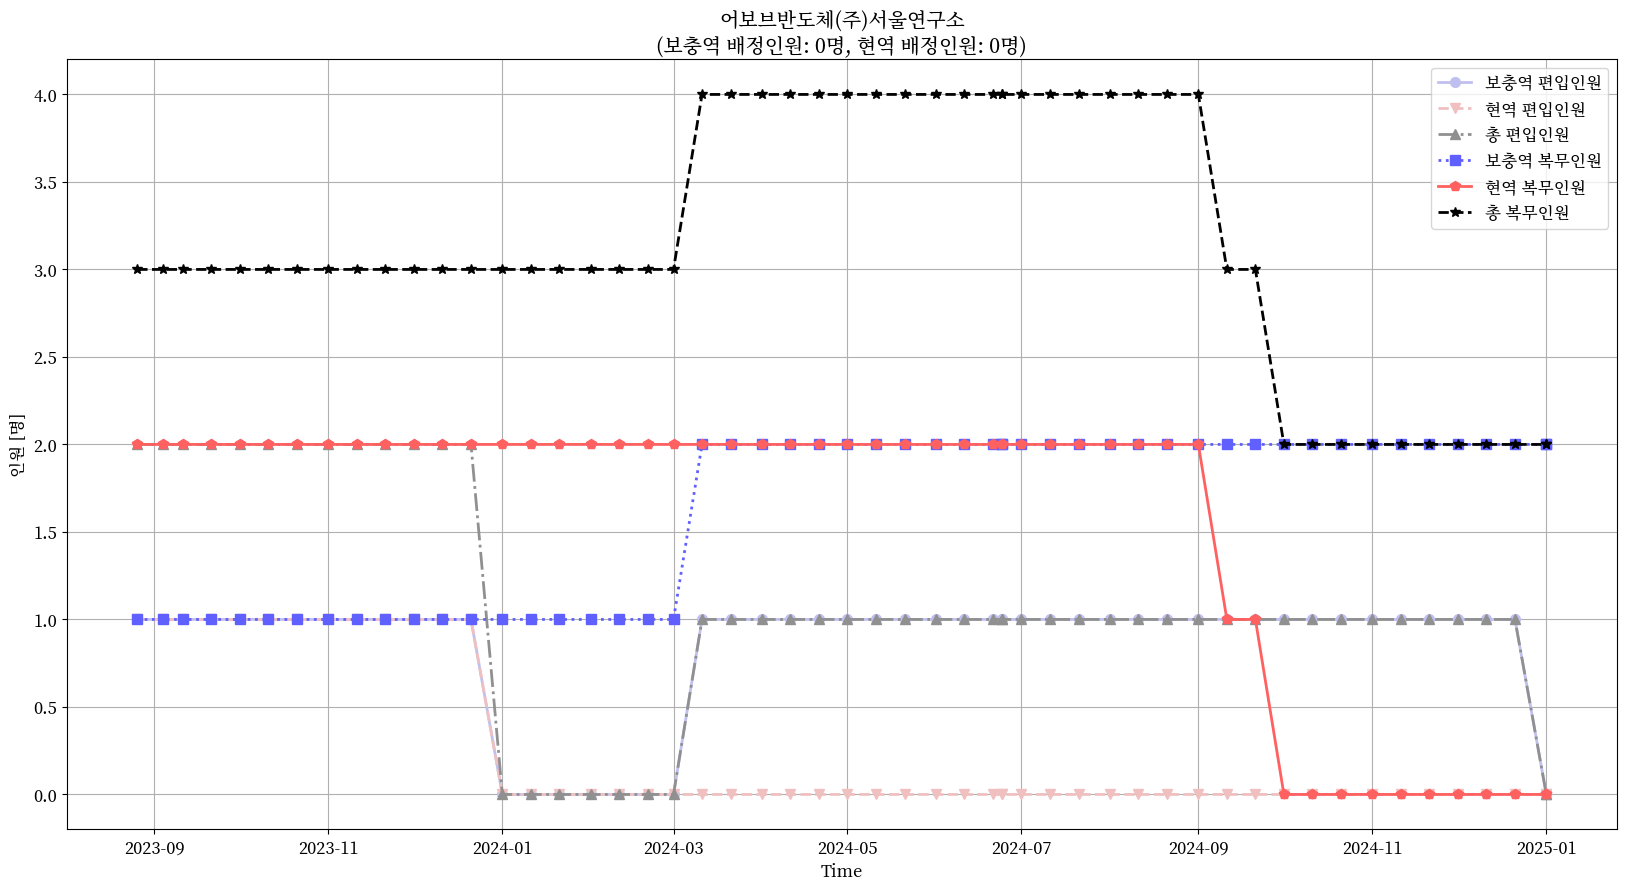 어보브반도체(주)서울연구소
(보충역 배정인원: 0명, 현역 배정인원: 0명)
보충역 편입인원
현역 편입인원
총 편입인원
보충역 복무인원
현역 복무인원
총 복무인원
인원 [명]
4.0
3.5
3.0
2.5
2.0
1.5
1.0
0.5
0.0
2023-09
2023-11
2024-01
2024-03
2024-05
2024-07
2024-09
2024-11
2025-01
Time